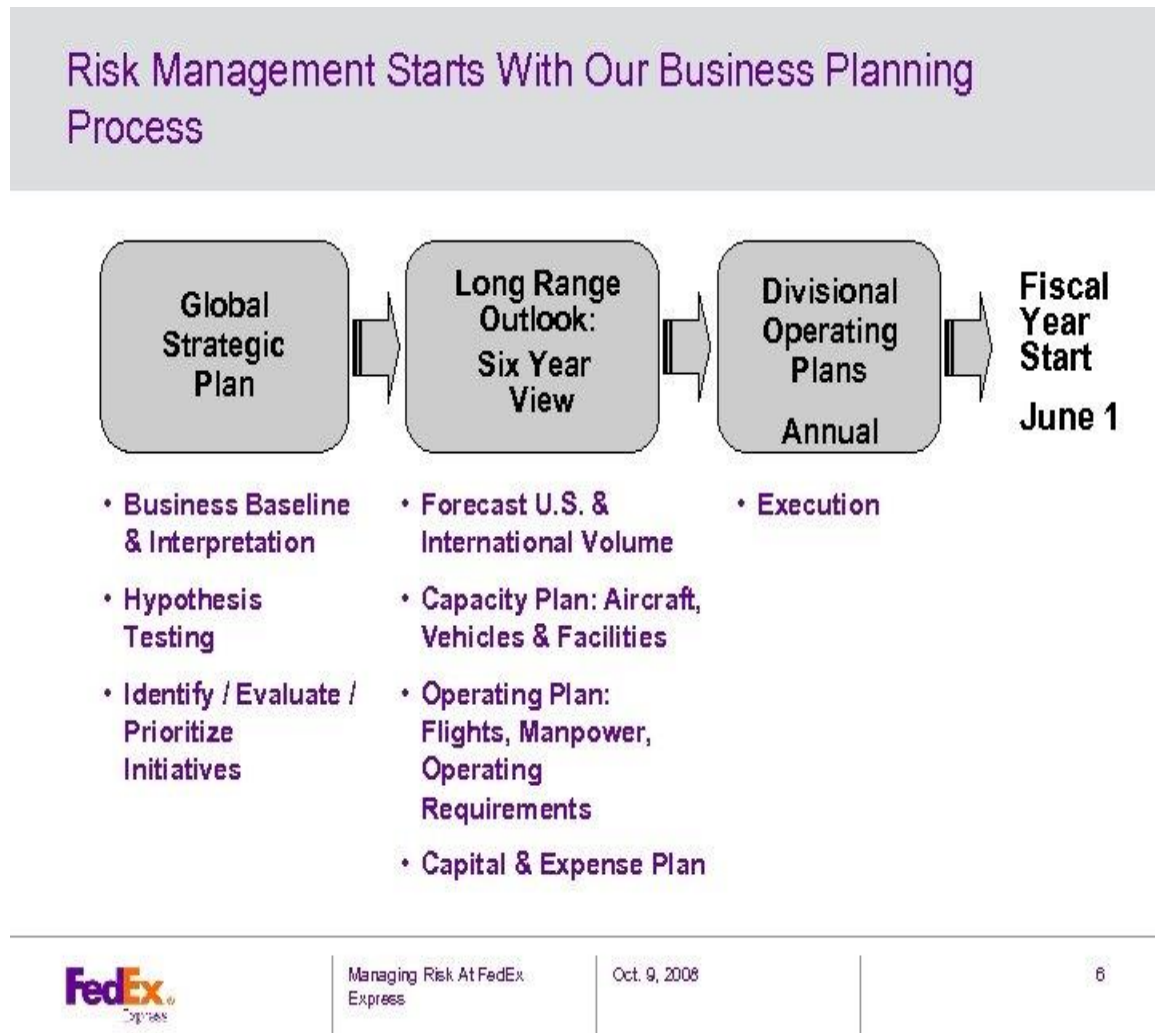 Risk Management Starts With Our Business Planning
Process
Global
Strategic
Plan
Long Range
Outlook:
Six Year
View
Divisional
Operating
Plans
Annual
Fiscal
Year
Start
June 1
• Business Baseline
& Interpretation
• Hypothesis
Testing
• Identify / Evaluate /
Prioritize
Initiatives
• Forecast U.S. &
International Volume
• Capacity Plan: Aircraft,
Vehicles & Facilities
• Operating Plan:
Flights, Manpower,
Operating
Requirements
• Capital & Expense Plan
• Execution
FedEx®
Express
Managing Risk At FedEx
Express
Oct. 9, 2008
6